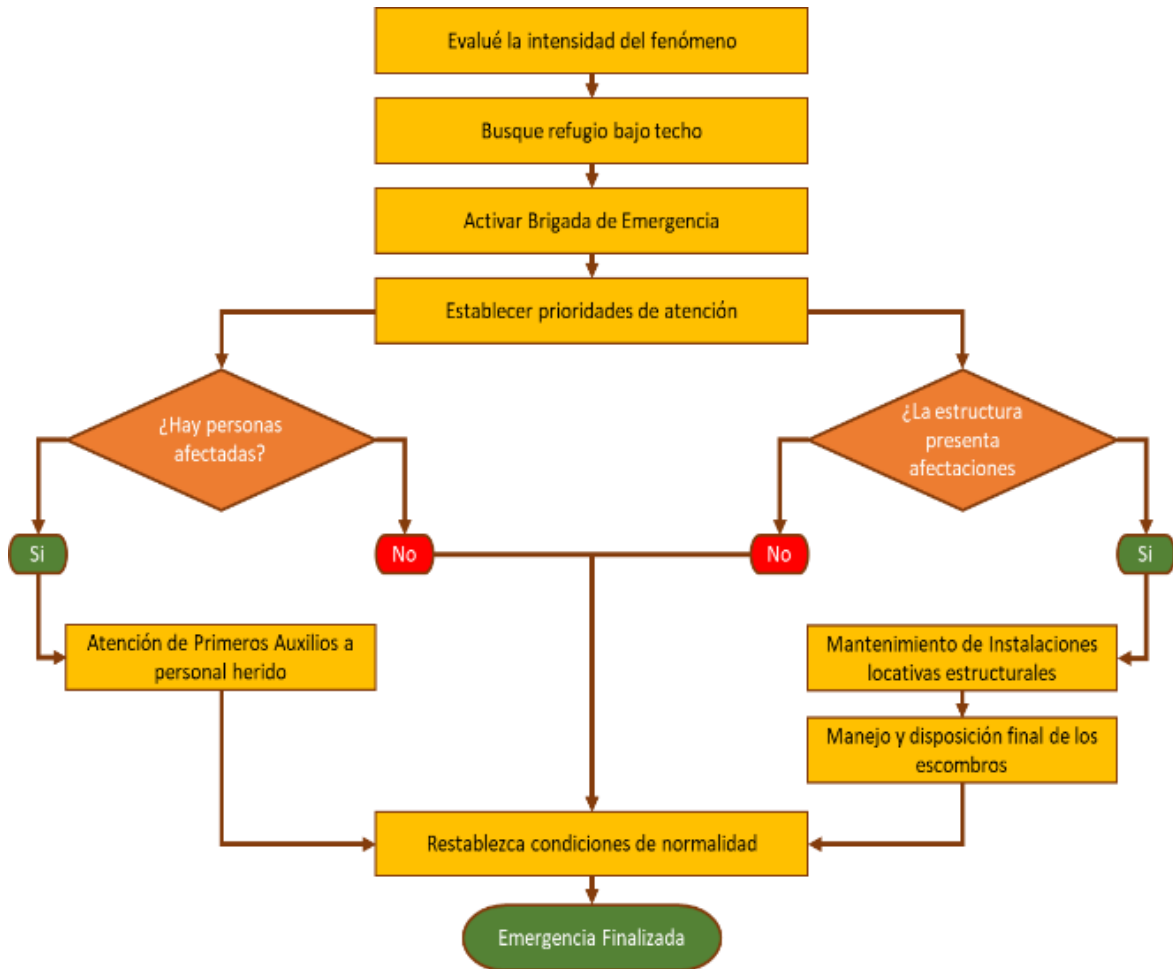 Evalué la intensidad del fenómeno
Busque refugio bajo techo
Activar Brigada de Emergencia
Establecer prioridades de atención
¿Hay personas
afectadas?
¿La estructura
presenta
afectaciones
Si
No
No
Si
Atención de Primeros Auxilios a
personal herido
Mantenimiento de Instalaciones
locativas estructurales
Manejo y disposición final de los
escombros
Restablezca condiciones de normalidad
Emergencia Finalizada